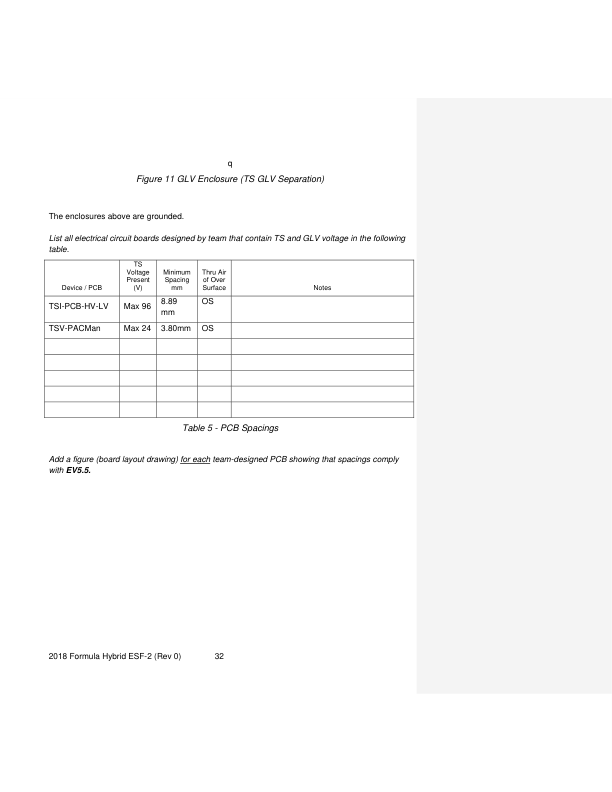 q
Figure 11 GLV Enclosure (TS GLV Separation)
The enclosures above are grounded.
List all electrical circuit boards designed by team that contain TS and GLV voltage in the following
table.
Device / PCB
TS
Voltage
Present
(V)
Minimum
Spacing
mm
Thru Air
of Over
Surface
Notes
TSI-PCB-HV-LV
Max 96
8.89
mm
OS
TSV-PACMan
Max 24
3.80mm
OS
Table 5 - PCB Spacings
Add a figure (board layout drawing) for each team-designed PCB showing that spacings comply
with EV5.5.
2018 Formula Hybrid ESF-2 (Rev 0) 32